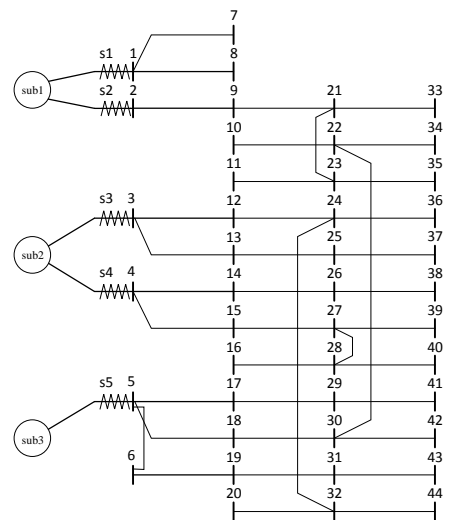 7
s1 1 8
sub1
s2 2 9 21 33
10 22 34
11 23 35
s3 3 12 24 36
13 25 37
sub2
s4 4 14 26 38
15 27 39
16 28 40
s5 5 17 29 41
18 30 42
sub3
6 19 31 43
20 32 44